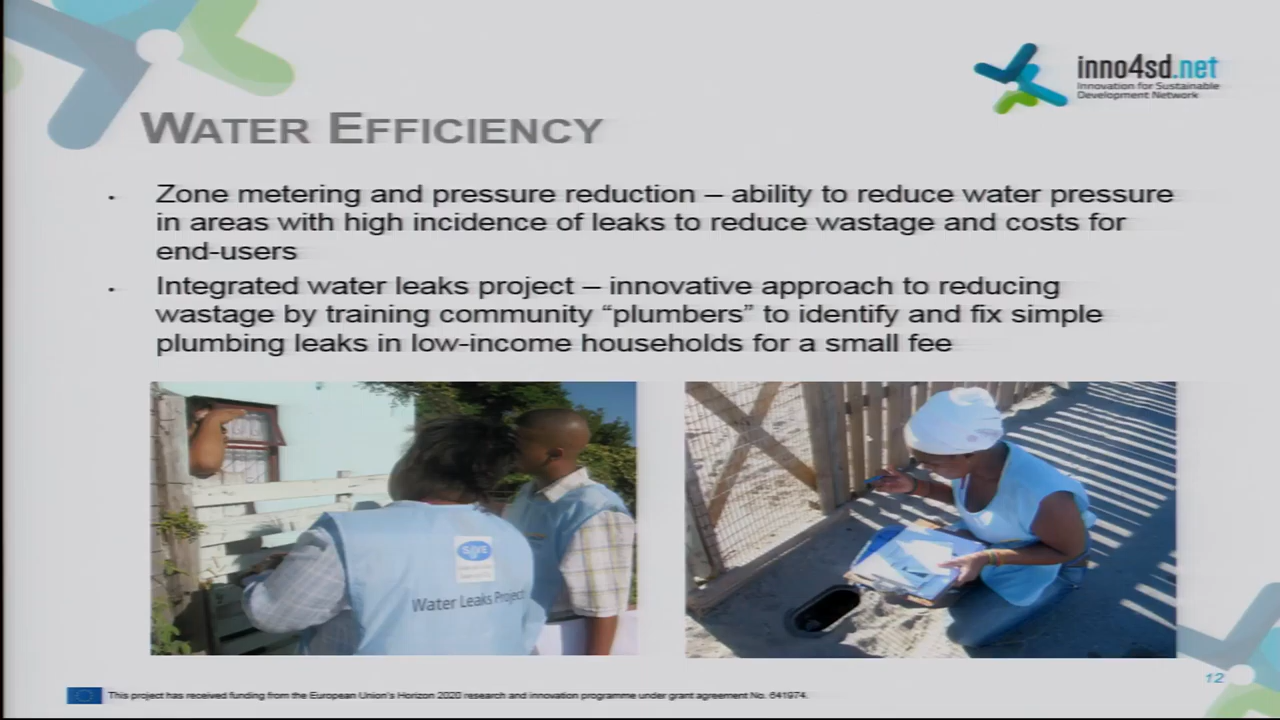 inno4sd.net
Innovation for Sustainable
Development Network
WATER EFFICIENCY
• Zone metering and pressure reduction – ability to reduce water pressure
in areas with high incidence of leaks to reduce wastage and costs for
end-users
• Integrated water leaks project – innovative approach to reducing
wastage by training community “plumbers” to identify and fix simple
plumbing leaks in low-income households for a small fee
SAVE
Water Leaks Project
This project has received funding from the European Union's Horizon 2020 research and innovation programme under grant agreement No. 641974.
12